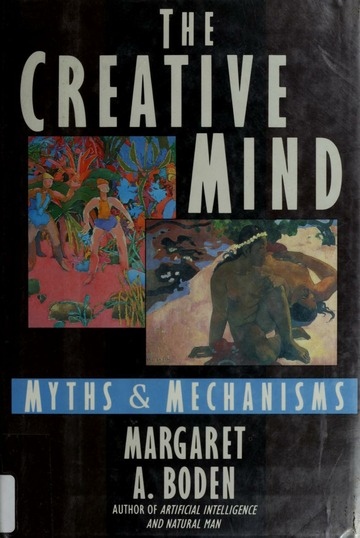 THE
CREATIVE
MIND
MYTHS & MECHANISMS
MARGARET
A. BODEN
AUTHOR OF ARTIFICIAL INTELLIGENCE
AND NATURAL MAN